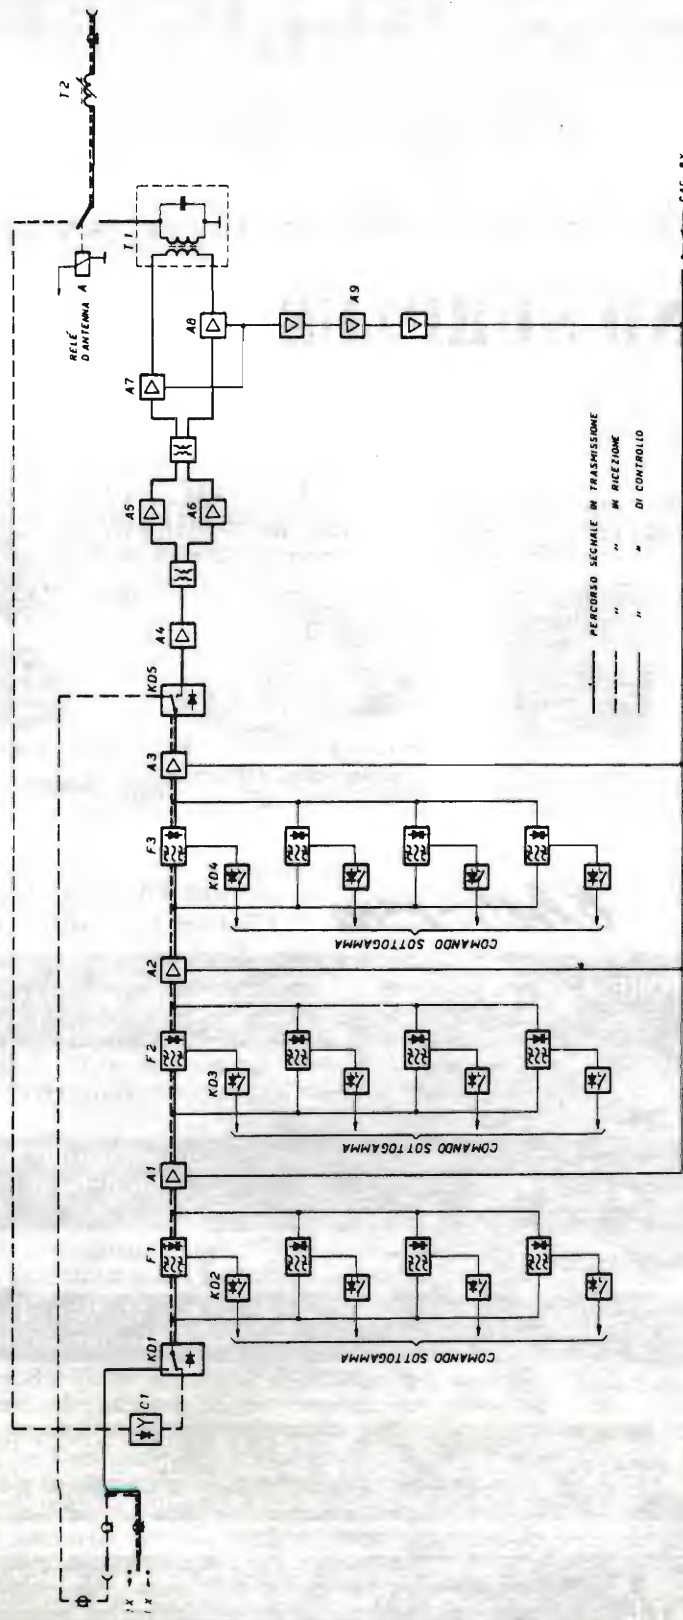 T2
RELÉ
D'ANTENNA A
T1
A7
A8
A9
A5
A6
A4
KD5
A3
F3
KD4
COMANDO SOTTOGAMMA
A2
F2
KD3
COMANDO SOTTOGAMMA
A1
F1
KD2
COMANDO SOTTOGAMMA
KD1
C1
PERCORSO SEGNALE IN TRASMISSIONE
" " IN RICEZIONE
" " DI CONTROLLO